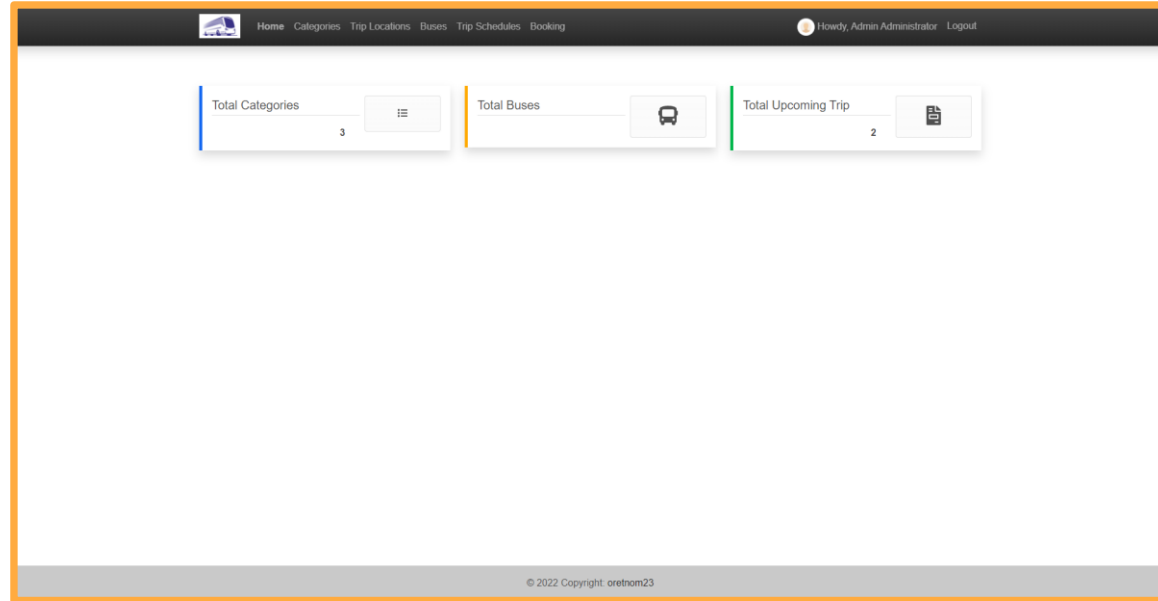 Home Categories Trip Locations Buses Trip Schedules Booking Howdy, Admin Administrator Logout
Total Categories
3
Total Buses
Total Upcoming Trip
2
© 2022 Copyright: oretnom23